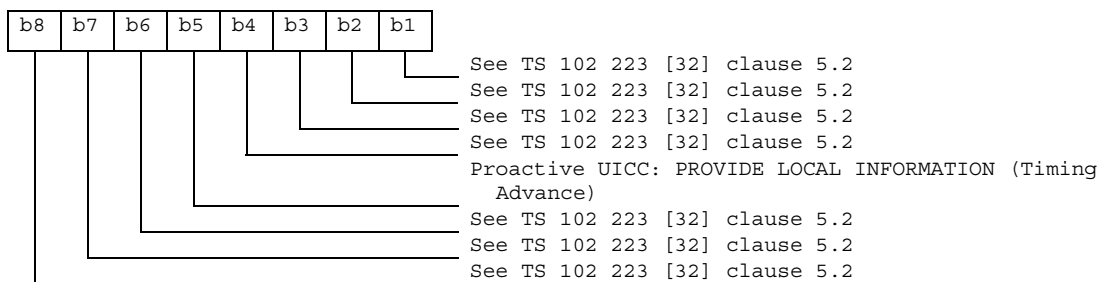 b8 b7 b6 b5 b4 b3 b2 b1
See TS 102 223 [32] clause 5.2
See TS 102 223 [32] clause 5.2
See TS 102 223 [32] clause 5.2
See TS 102 223 [32] clause 5.2
Proactive UICC: PROVIDE LOCAL INFORMATION (Timing
Advance)
See TS 102 223 [32] clause 5.2
See TS 102 223 [32] clause 5.2
See TS 102 223 [32] clause 5.2